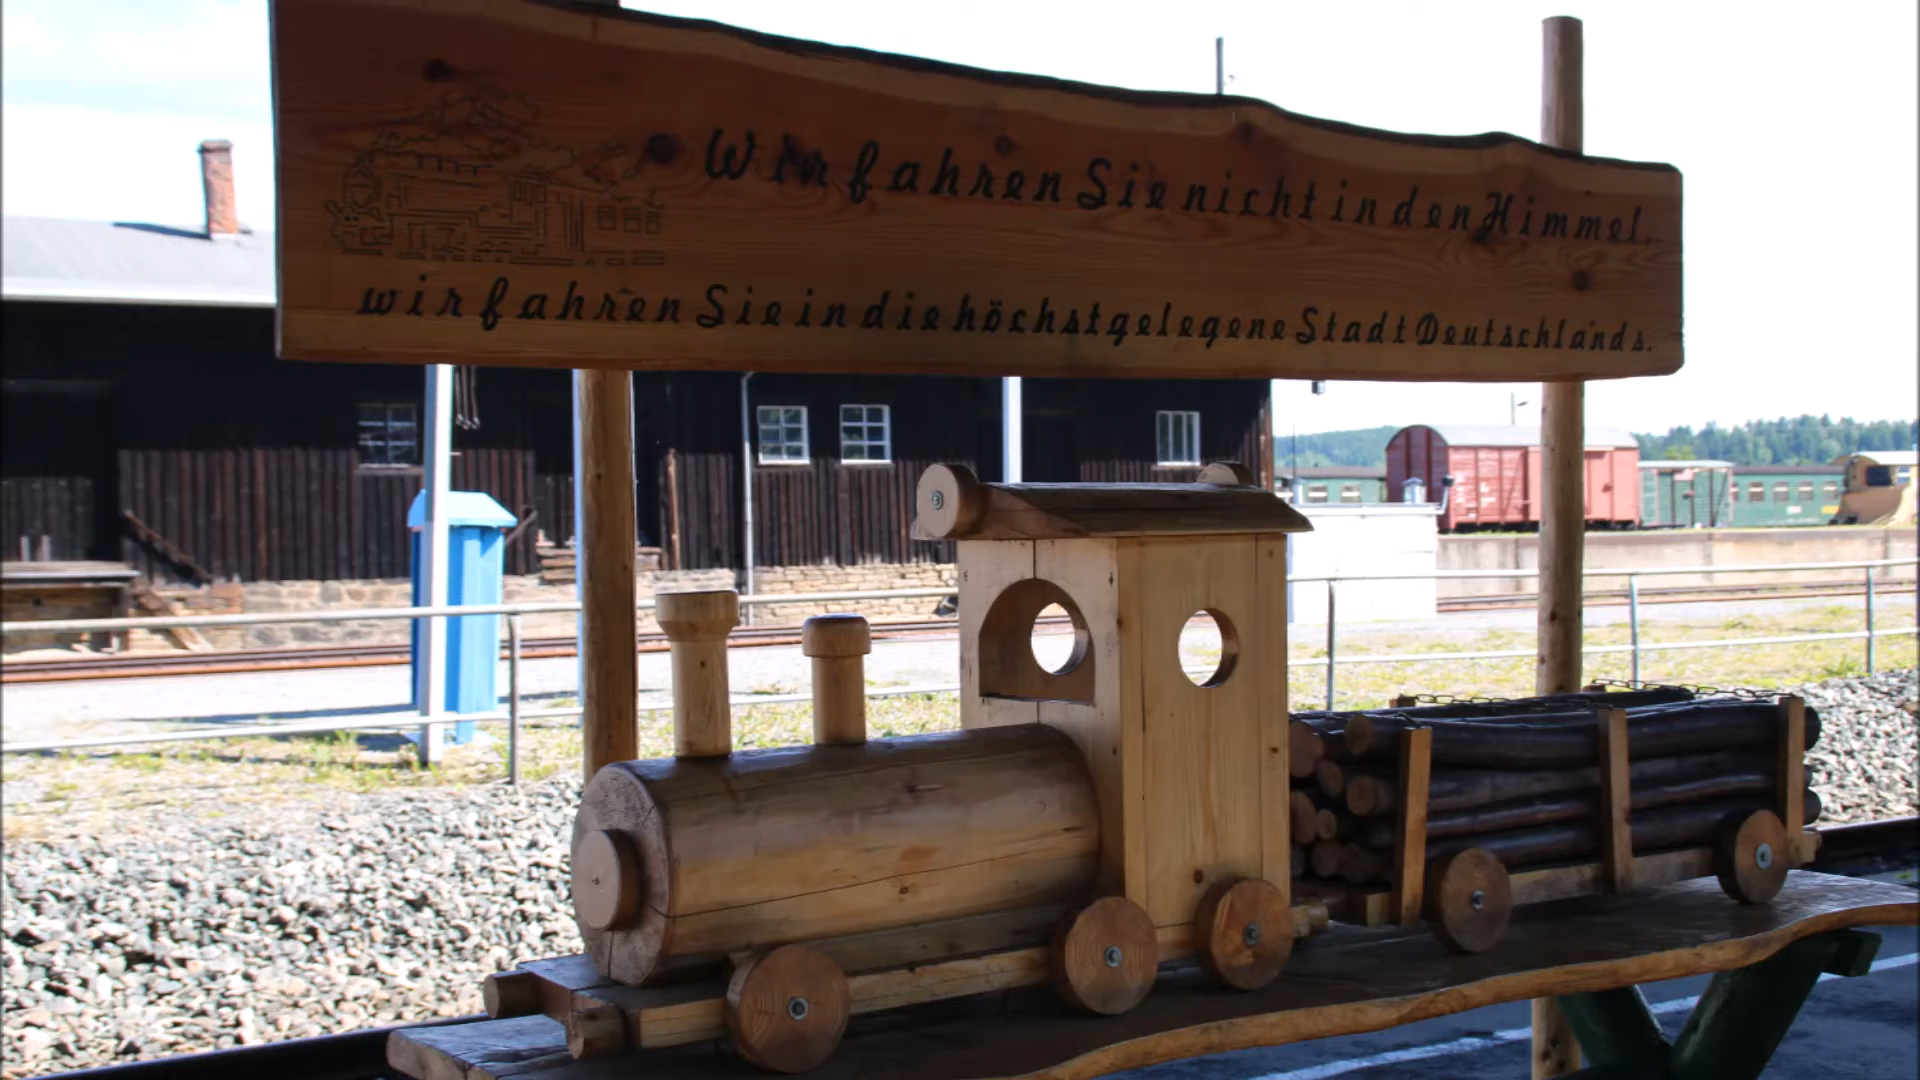 Wir fahren Sie nicht in den Himmel,
wir fahren Sie in die höchstgelegene Stadt Deutschlands.